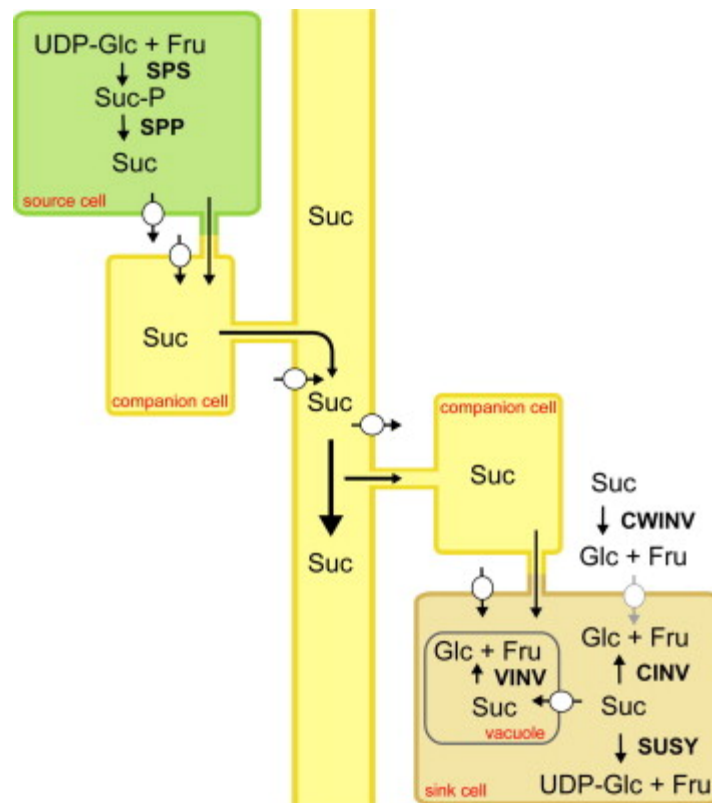 UDP-Glc + Fru
SPS
Suc-P
SPP
Suc
source cell
Suc
Suc
companion cell
Suc
companion cell
Suc
Suc
CWINV
Glc + Fru
Suc
Glc + Fru
Glc + Fru
VINV
CINV
Suc
Suc
vacuole
SUSY
UDP-Glc + Fru
sink cell